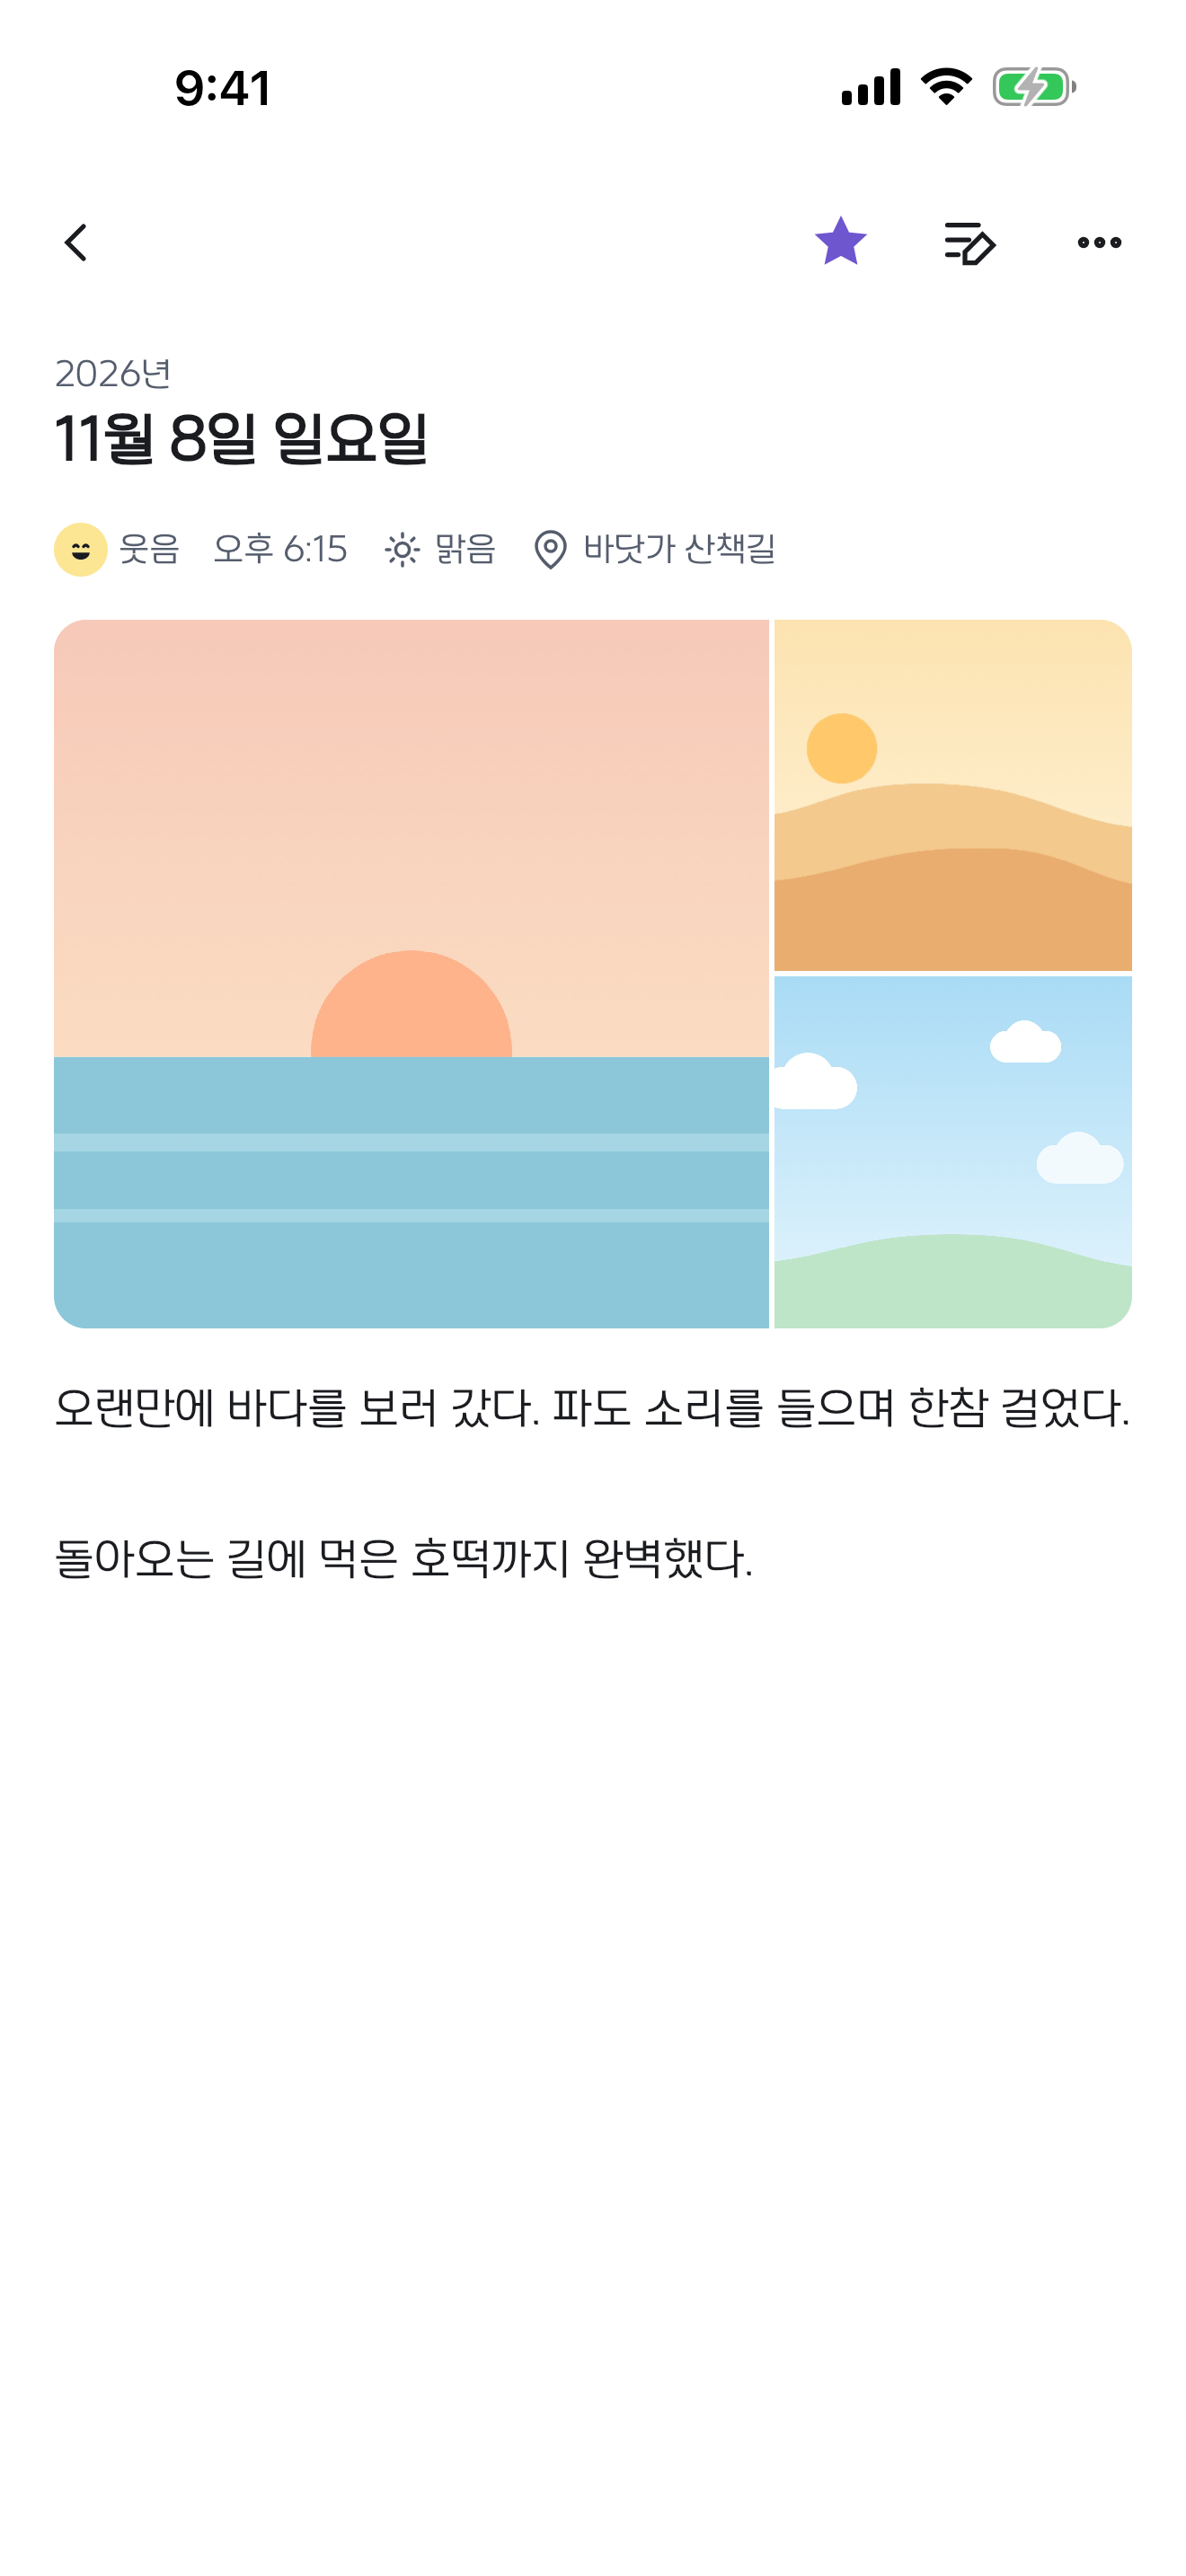 9:41
2026년
11월 8일 일요일
웃음 오후 6:15 맑음 바닷가 산책길
오랜만에 바다를 보러 갔다. 파도 소리를 들으며 한참 걸었다.
돌아오는 길에 먹은 호떡까지 완벽했다.